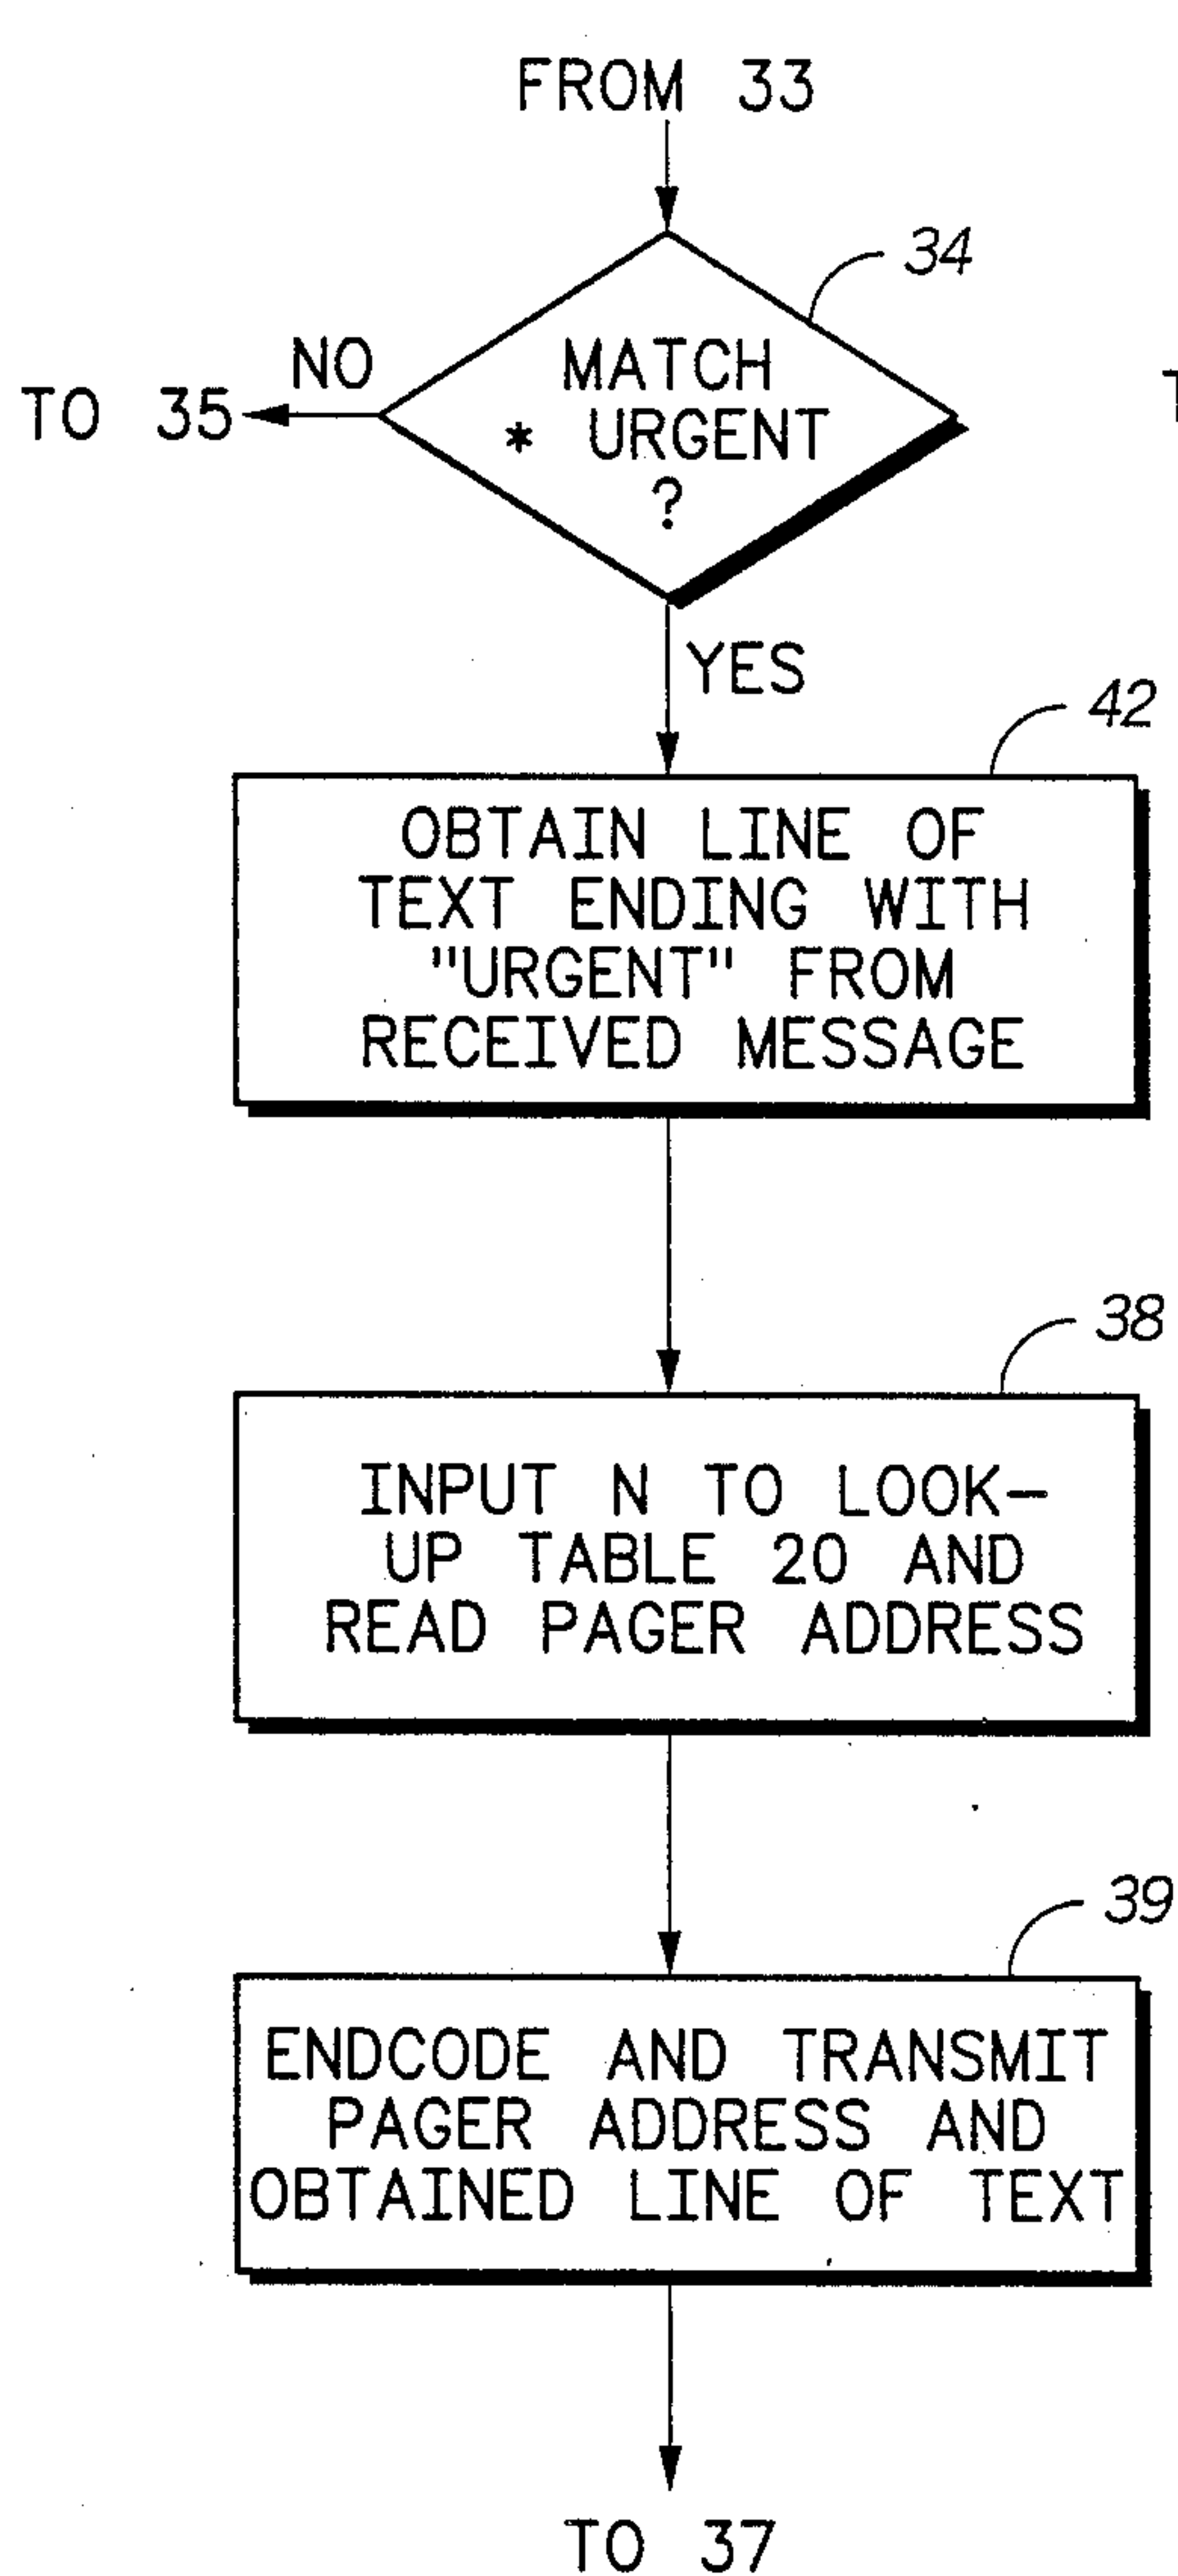 FROM 33
34
MATCH
* URGENT
?
NO
TO 35
YES
42
OBTAIN LINE OF
TEXT ENDING WITH
"URGENT" FROM
RECEIVED MESSAGE
38
INPUT N TO LOOK-
UP TABLE 20 AND
READ PAGER ADDRESS
39
ENDCODE AND TRANSMIT
PAGER ADDRESS AND
OBTAINED LINE OF TEXT
TO 37